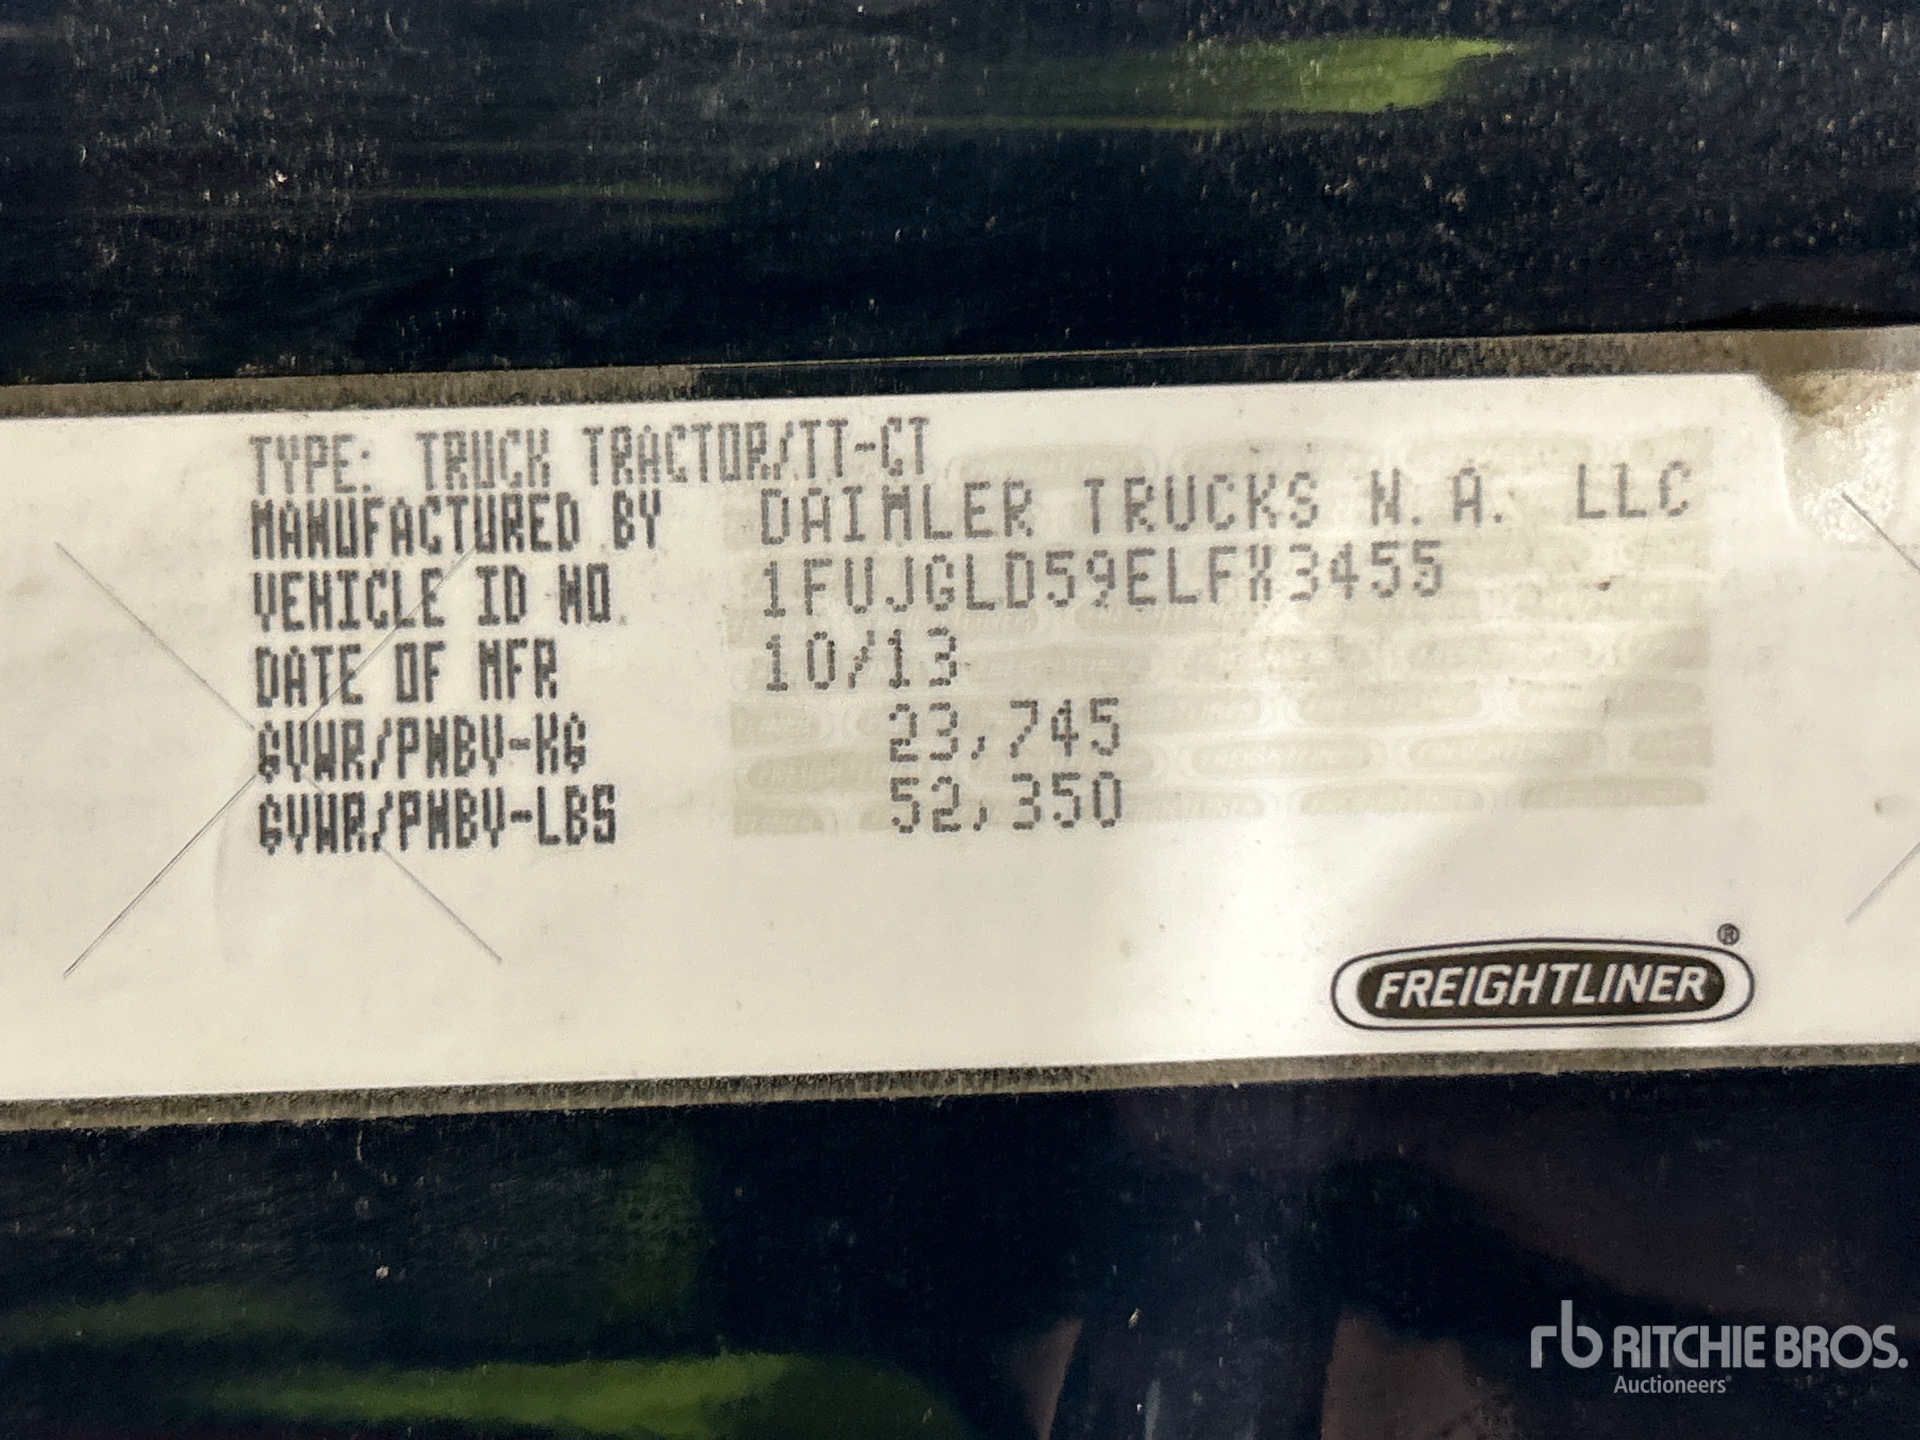 TYPE: TRUCK TRACTOR/TT-CT
MANUFACTURED BY DAIMLER TRUCKS N.A. LLC
VEHICLE ID NO. 1FUJGLD59ELFX3455
DATE OF MFR 10/13
GVWR/PNBV-KG 23,745
GVWR/PNBV-LBS 52,350
FREIGHTLINER®
rb RITCHIE BROS.
Auctioneers®